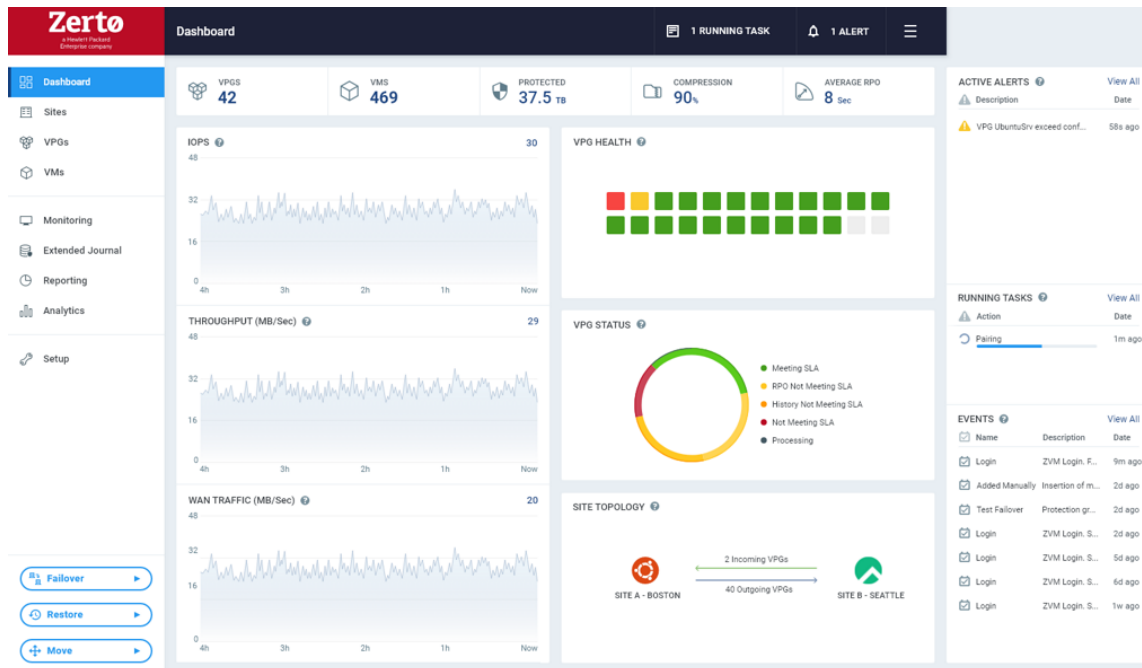 Zertø
a Hewlett Packard
Enterprise company
Dashboard
1 RUNNING TASK
1 ALERT
Dashboard
Sites
VPGs
VMs
Monitoring
Extended Journal
Reporting
Analytics
Setup
Failover
Restore
Move
VPGS
42
VMS
469
PROTECTED
37.5 TB
COMPRESSION
90%
AVERAGE RPO
8 Sec
IOPS
30
48
32
16
0
4h 3h 2h 1h Now
THROUGHPUT (MB/Sec)
29
48
32
16
0
4h 3h 2h 1h Now
WAN TRAFFIC (MB/Sec)
20
48
32
16
0
4h 3h 2h 1h Now
VPG HEALTH
VPG STATUS
Meeting SLA
RPO Not Meeting SLA
History Not Meeting SLA
Not Meeting SLA
Processing
SITE TOPOLOGY
2 Incoming VPGs
40 Outgoing VPGs
SITE A - BOSTON
SITE B - SEATTLE
ACTIVE ALERTS View All
Description Date
VPG UbuntuSrv exceed conf... 58s ago
RUNNING TASKS View All
Action Date
Pairing 1m ago
EVENTS View All
Name Description Date
Login ZVM Login. F... 9m ago
Added Manually Insertion of m... 2d ago
Test Failover Protection gr... 2d ago
Login ZVM Login. S... 2d ago
Login ZVM Login. S... 5d ago
Login ZVM Login. S... 6d ago
Login ZVM Login. S... 1w ago